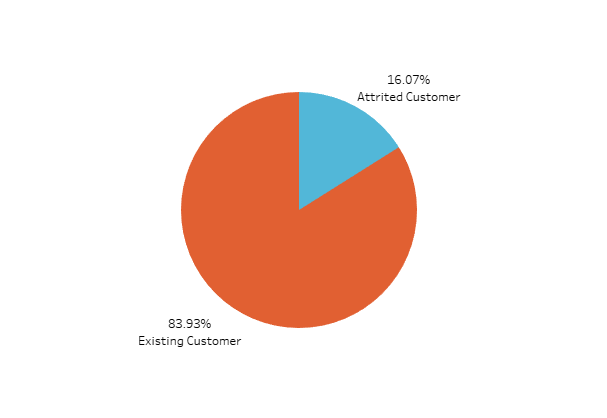 16.07%
Attrited Customer
83.93%
Existing Customer